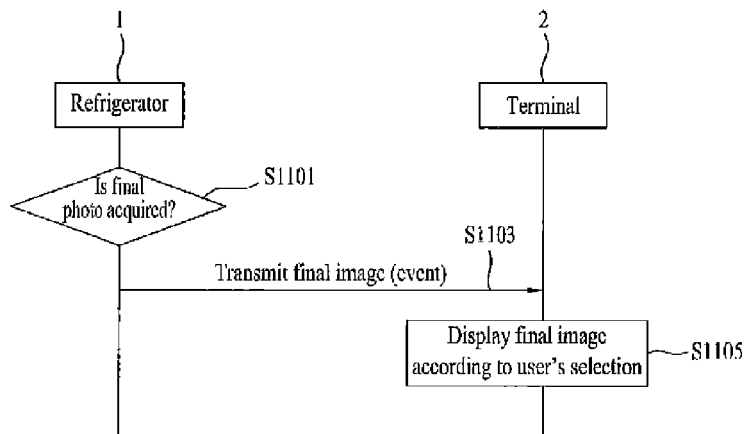 1
2
Refrigerator
Terminal
Is final
photo acquired?
S1101
S1103
Transmit final image (event)
Display final image
according to user's selection
S1105